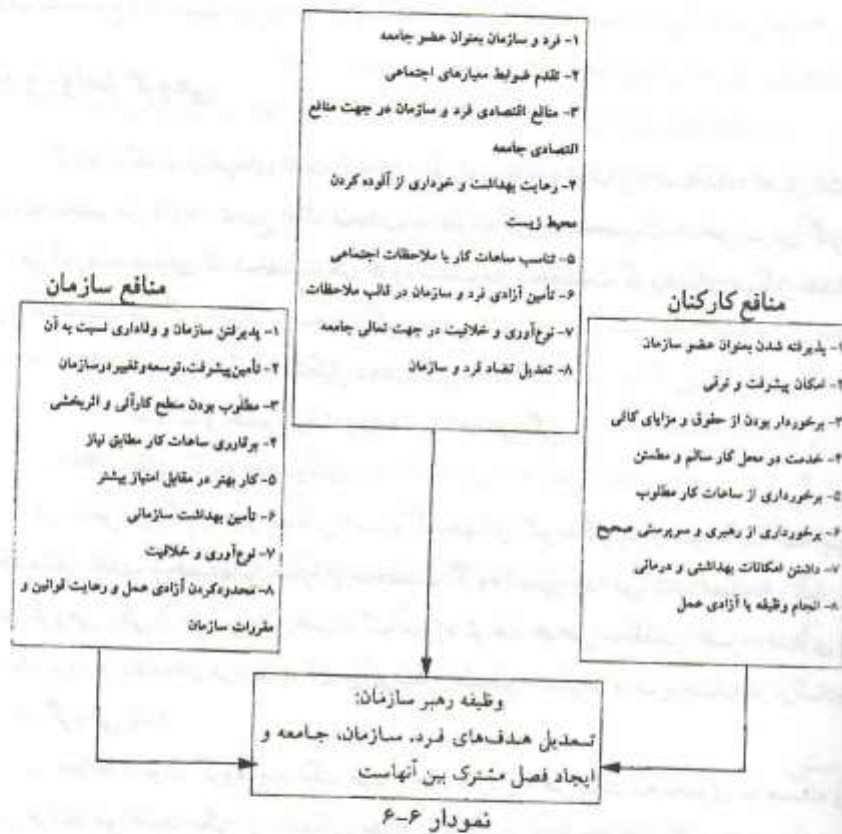 ۱- فرد و سازمان بعنوان عضو جامعه
۲- تقدم ضوابط معیارهای اجتماعی
۳- منافع اقتصادی فرد و سازمان در جهت منافع
اقتصادی جامعه
۴- رعایت بهداشت و خوداری از آلوده کردن
محیط زیست
۵- تناسب ساعات کار با ملاحظات اجتماعی
۶- تأمین آزادی فرد و سازمان در قالب ملاحظات
۷- نوع‌آوری و خلاقیت در جهت تعالی جامعه
۸- تعدیل تضاد فرد و سازمان
منافع کارکنان
۱- پذیرفته شدن بعنوان عضو سازمان
۲- امکان پیشرفت و ترقی
۳- برخوردار بودن از حقوق و مزایای کافی
۴- خدمت در محل کار سالم و مطمئن
۵- برخورداری از ساعات کار مطلوب
۶- برخورداری از رهبری و سرپرستی صحیح
۷- داشتن امکانات بهداشتی و درمانی
۸- انجام وظیفه با آزادی عمل
منافع سازمان
۱- پذیرفتن سازمان و وفاداری نسبت به آن
۲- تأمین پیشرفت، توسعه و تغییر در سازمان
۳- مطلوب بودن سطح کارآئی و اثربخشی
۴- برقراری ساعات کار مطابق نیاز
۵- کار بهتر در مقابل امتیاز بیشتر
۶- تأمین بهداشت سازمانی
۷- نوع‌آوری و خلاقیت
۸- محدودکردن آزادی عمل و رعایت قوانین و
مقررات سازمان
وظیفه رهبر سازمان:
تعدیل هدف‌های فرد، سازمان، جامعه و
ایجاد فصل مشترک بین آنهاست
نمودار ۶-۶